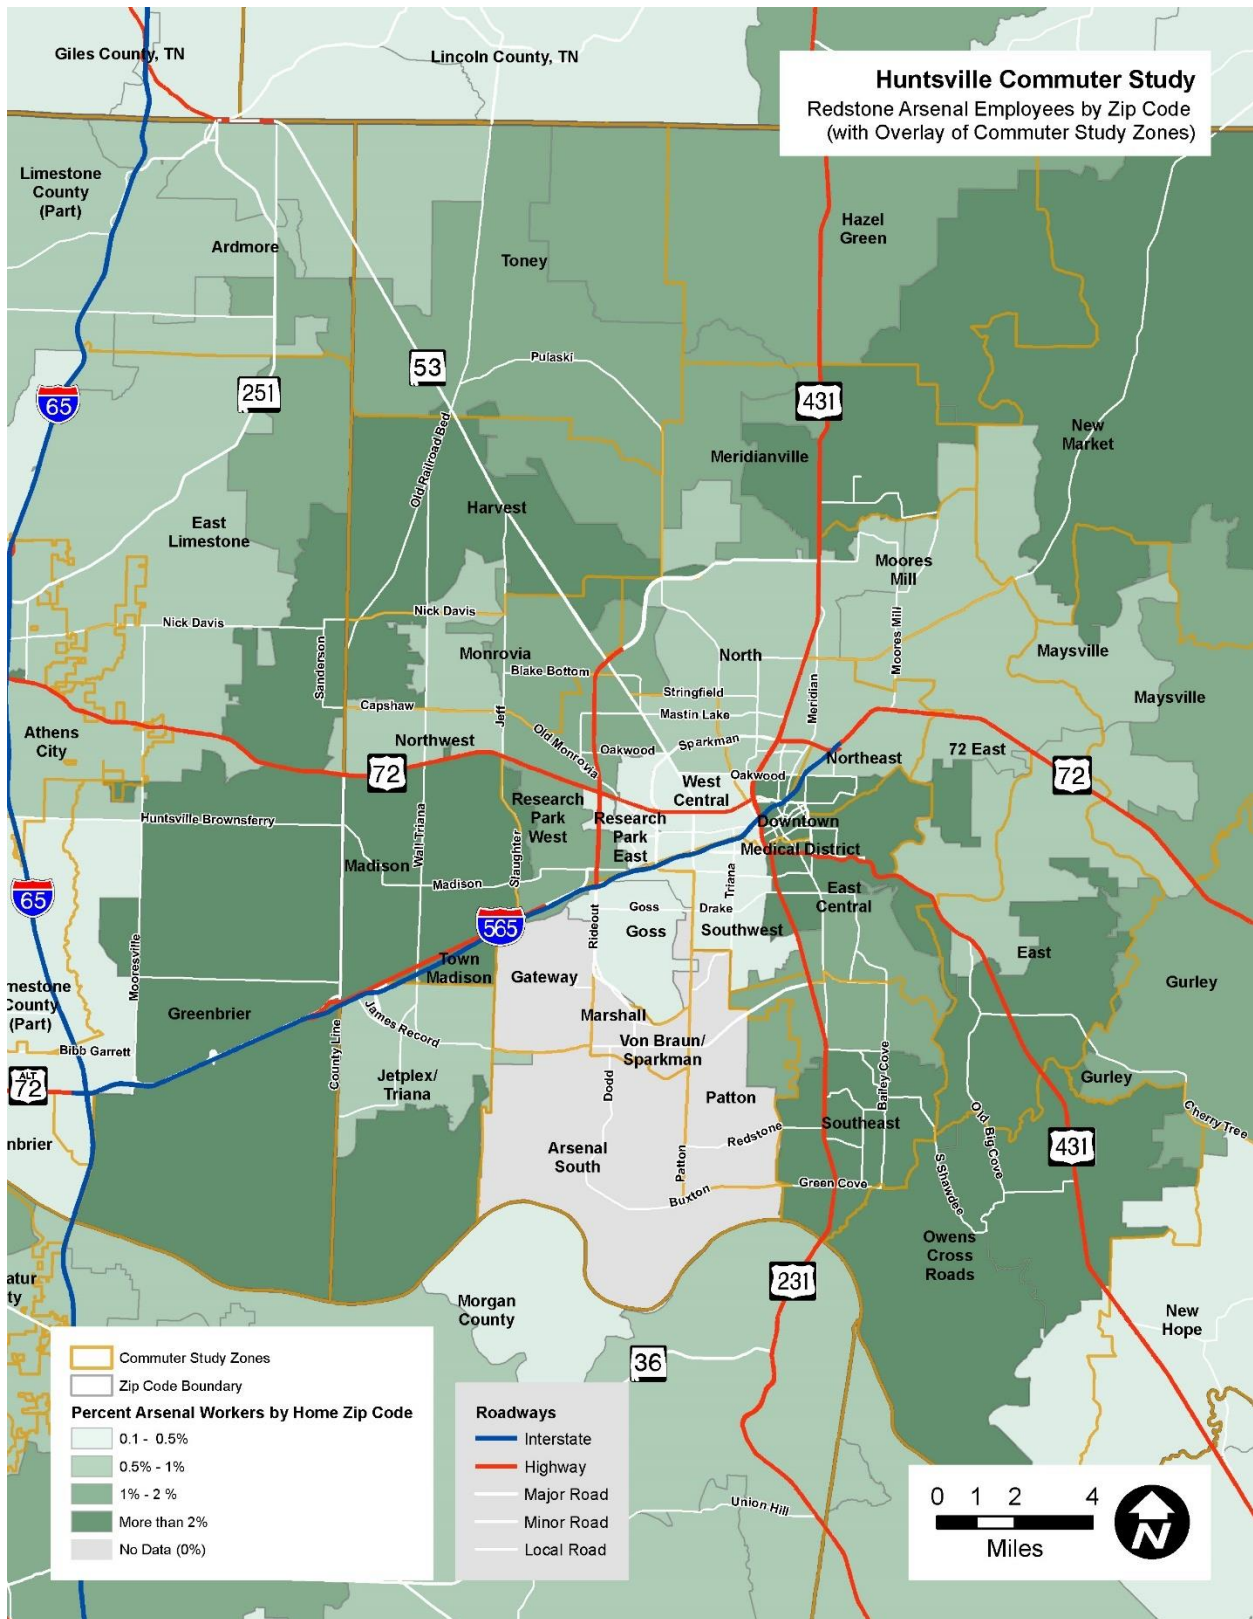 Giles County, TN
Lincoln County, TN
Huntsville Commuter Study
Redstone Arsenal Employees by Zip Code
(with Overlay of Commuter Study Zones)
Limestone
County
(Part)
Ardmore
Toney
Hazel
Green
53
Pulaski
65
251
431
New
Market
Old Railroad Bed
Meridianville
Harvest
East
Limestone
Moores
Mill
Nick Davis
Nick Davis
Sanderson
Monrovia
Blake Bottom
North
Moores Mill
Maysville
Maysville
Stringfield
Meridian
Capshaw
Jeff
Mastin Lake
Athens
City
Northwest
Old Monrovia
Oakwood
Sparkman
72
Northeast
72 East
72
Oakwood
West
Central
Research
Park
West
Research
Park
East
Huntsville Brownsferry
Wall Triana
Slaughter
Downtown
Medical District
Madison
Madison
Triana
East
Central
65
565
Rideout
Goss
Goss
Drake
Southwest
East
Mooresville
Town
Madison
Gateway
Gurley
nestone
County
(Part)
Greenbrier
James Record
Marshall
Von Braun/
Sparkman
Bibb Garrett
County Line
ALT
72
Jetplex/
Triana
Dodd
Patton
Bailey Cove
Gurley
Cherry Tree
nbrier
Arsenal
South
Redstone
Southeast
Old Big Cove
431
Patton
Buxton
Green Cove
S Shawdee
Owens
Cross
Roads
atur
ty
231
Morgan
County
New
Hope
36
Commuter Study Zones
Zip Code Boundary
Percent Arsenal Workers by Home Zip Code
0.1 - 0.5%
0.5% - 1%
1% - 2 %
More than 2%
No Data (0%)
Roadways
Interstate
Highway
Major Road
Minor Road
Local Road
Union Hill
0 1 2 4
Miles
N